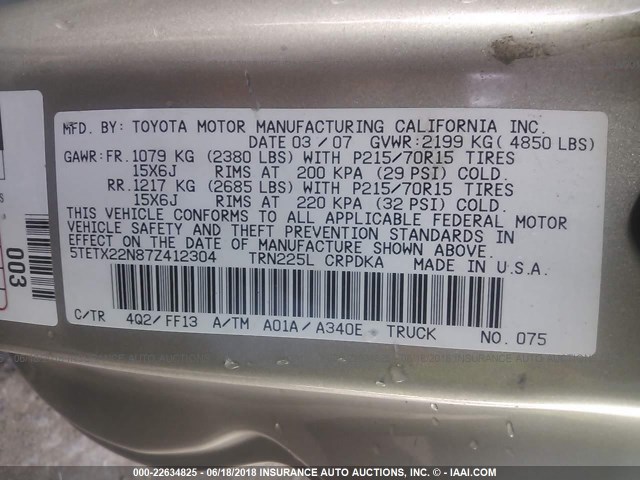 MFD. BY: TOYOTA MOTOR MANUFACTURING CALIFORNIA INC.
DATE 03 / 07 GVWR: 2199 KG( 4850 LBS)
GAWR: FR. 1079 KG (2380 LBS) WITH P215/70R15 TIRES
15X6J RIMS AT 200 KPA (29 PSI) COLD.
RR. 1217 KG (2685 LBS) WITH P215/70R15 TIRES
15X6J RIMS AT 220 KPA (32 PSI) COLD.
THIS VEHICLE CONFORMS TO ALL APPLICABLE FEDERAL MOTOR
VEHICLE SAFETY AND THEFT PREVENTION STANDARDS IN
EFFECT ON THE DATE OF MANUFACTURE SHOWN ABOVE.
5TETX22N87Z412304 TRN225L CRPDKA MADE IN U.S.A.
C/TR 4Q2/FF13 A/TM A01A/A340E TRUCK NO. 075
003
000-22634825 - 06/18/2018 - INSURANCE AUTO AUCTIONS, INC. - IAAI.COM